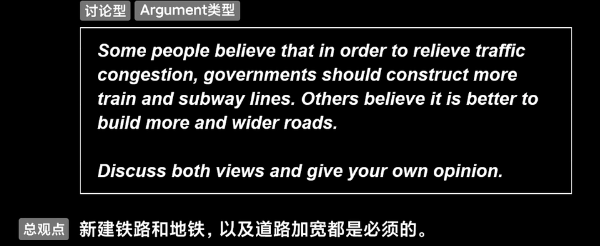 讨论型 Argument类型
Some people believe that in order to relieve traffic
congestion, governments should construct more
train and subway lines. Others believe it is better to
build more and wider roads.
Discuss both views and give your own opinion.
总观点 新建铁路和地铁，以及道路加宽都是必须的。